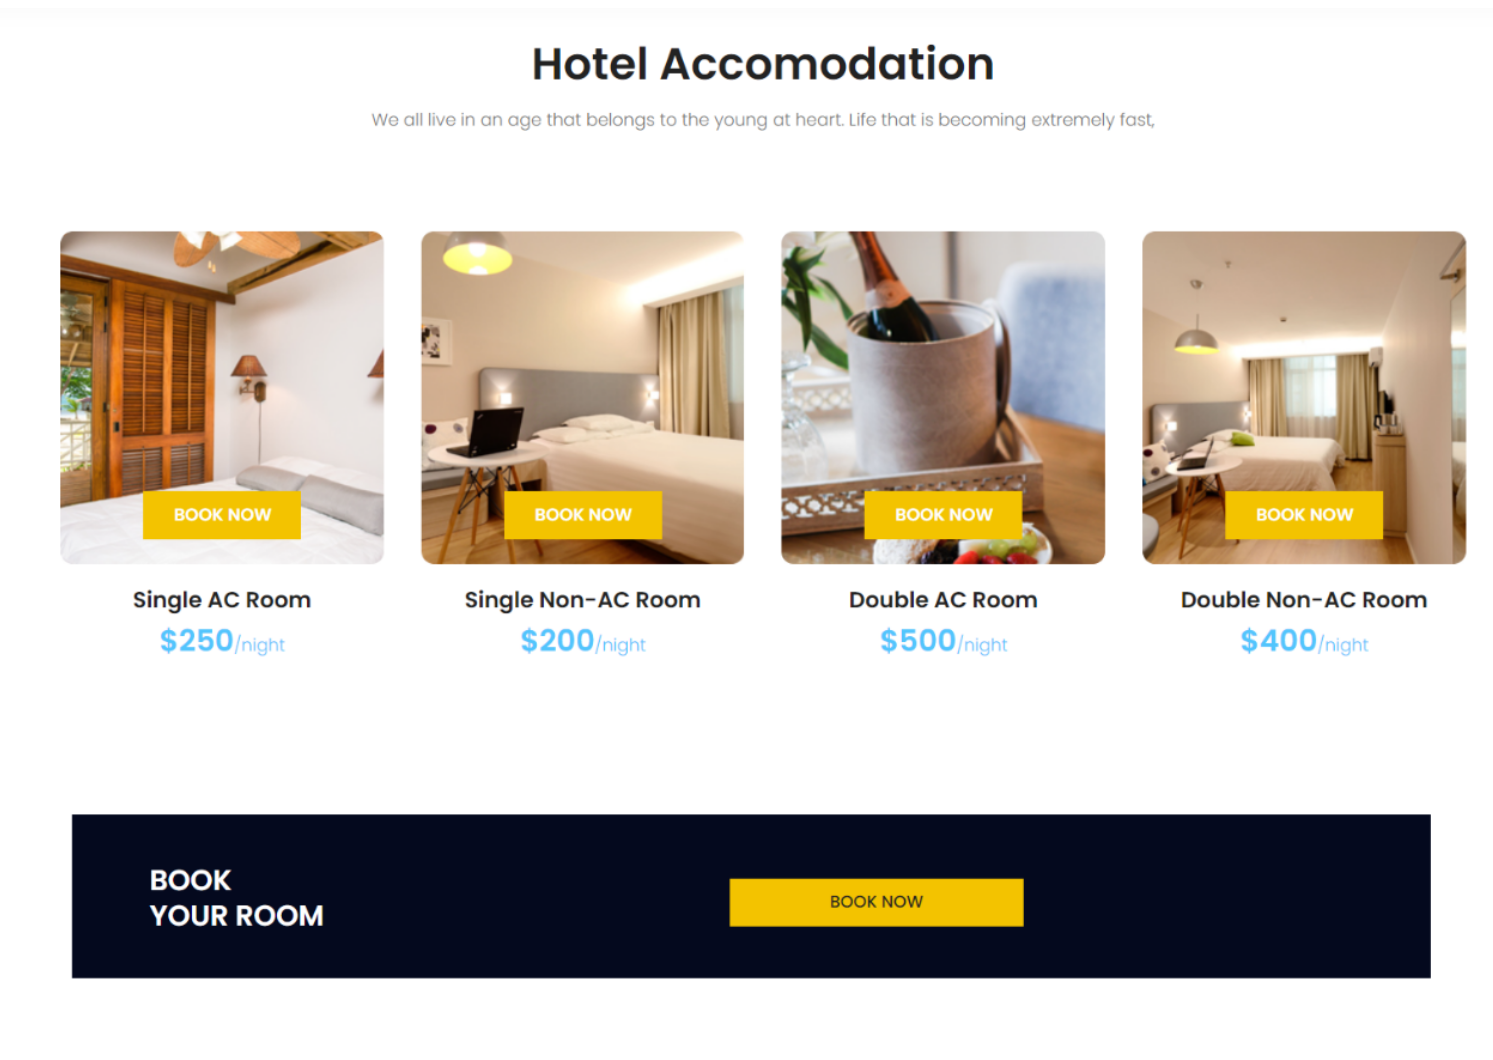 Hotel Accomodation
We all live in an age that belongs to the young at heart. Life that is becoming extremely fast,
BOOK NOW
BOOK NOW
BOOK NOW
BOOK NOW
Single AC Room
Single Non-AC Room
Double AC Room
Double Non-AC Room
$250/night
$200/night
$500/night
$400/night
BOOK
YOUR ROOM
BOOK NOW